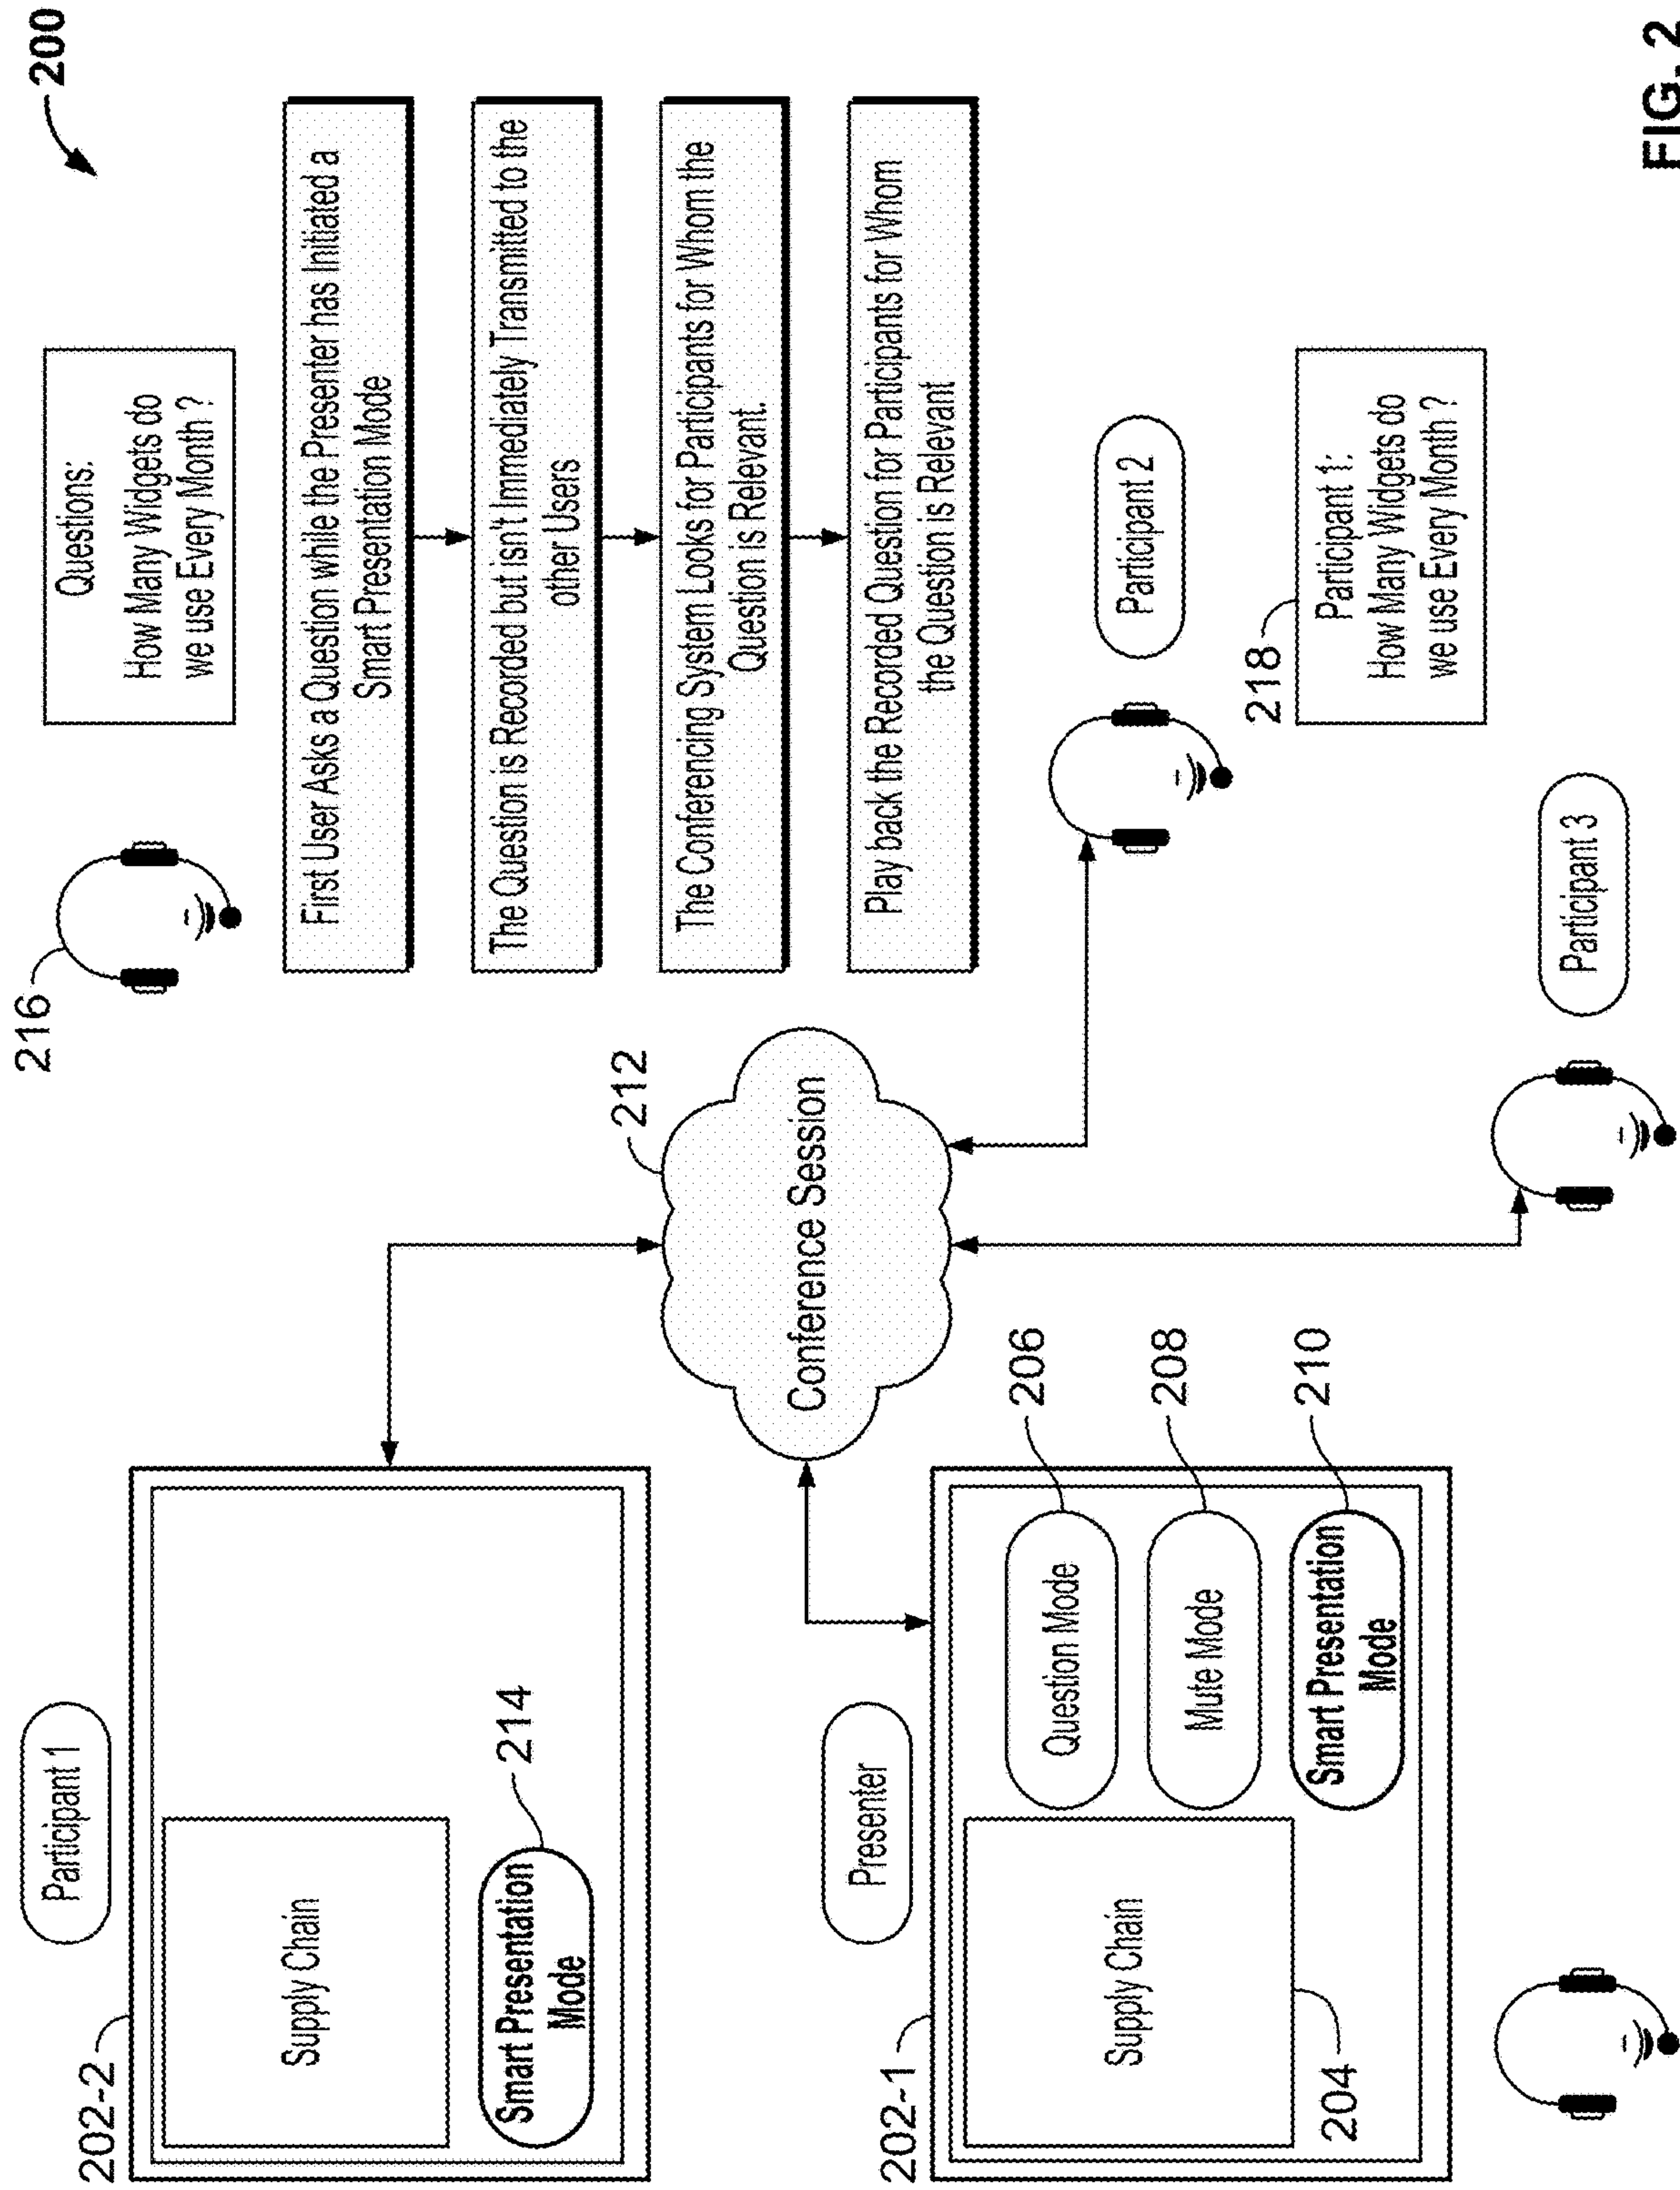 200
216
Questions:
How Many Widgets do
we use Every Month ?
First User Asks a Question while the Presenter has Initiated a
Smart Presentation Mode
The Question is Recorded but isn't Immediately Transmitted to the
other Users
The Conferencing System Looks for Participants for Whom the
Question is Relevant.
Play back the Recorded Question for Participants for Whom
the Question is Relevant
Participant 1
202-2
Supply Chain
Smart Presentation
Mode
214
212
Conference Session
Presenter
202-1
Supply Chain
204
Question Mode
206
Mute Mode
208
Smart Presentation
Mode
210
Participant 2
218
Participant 1:
How Many Widgets do
we use Every Month ?
Participant 3
FIG. 2